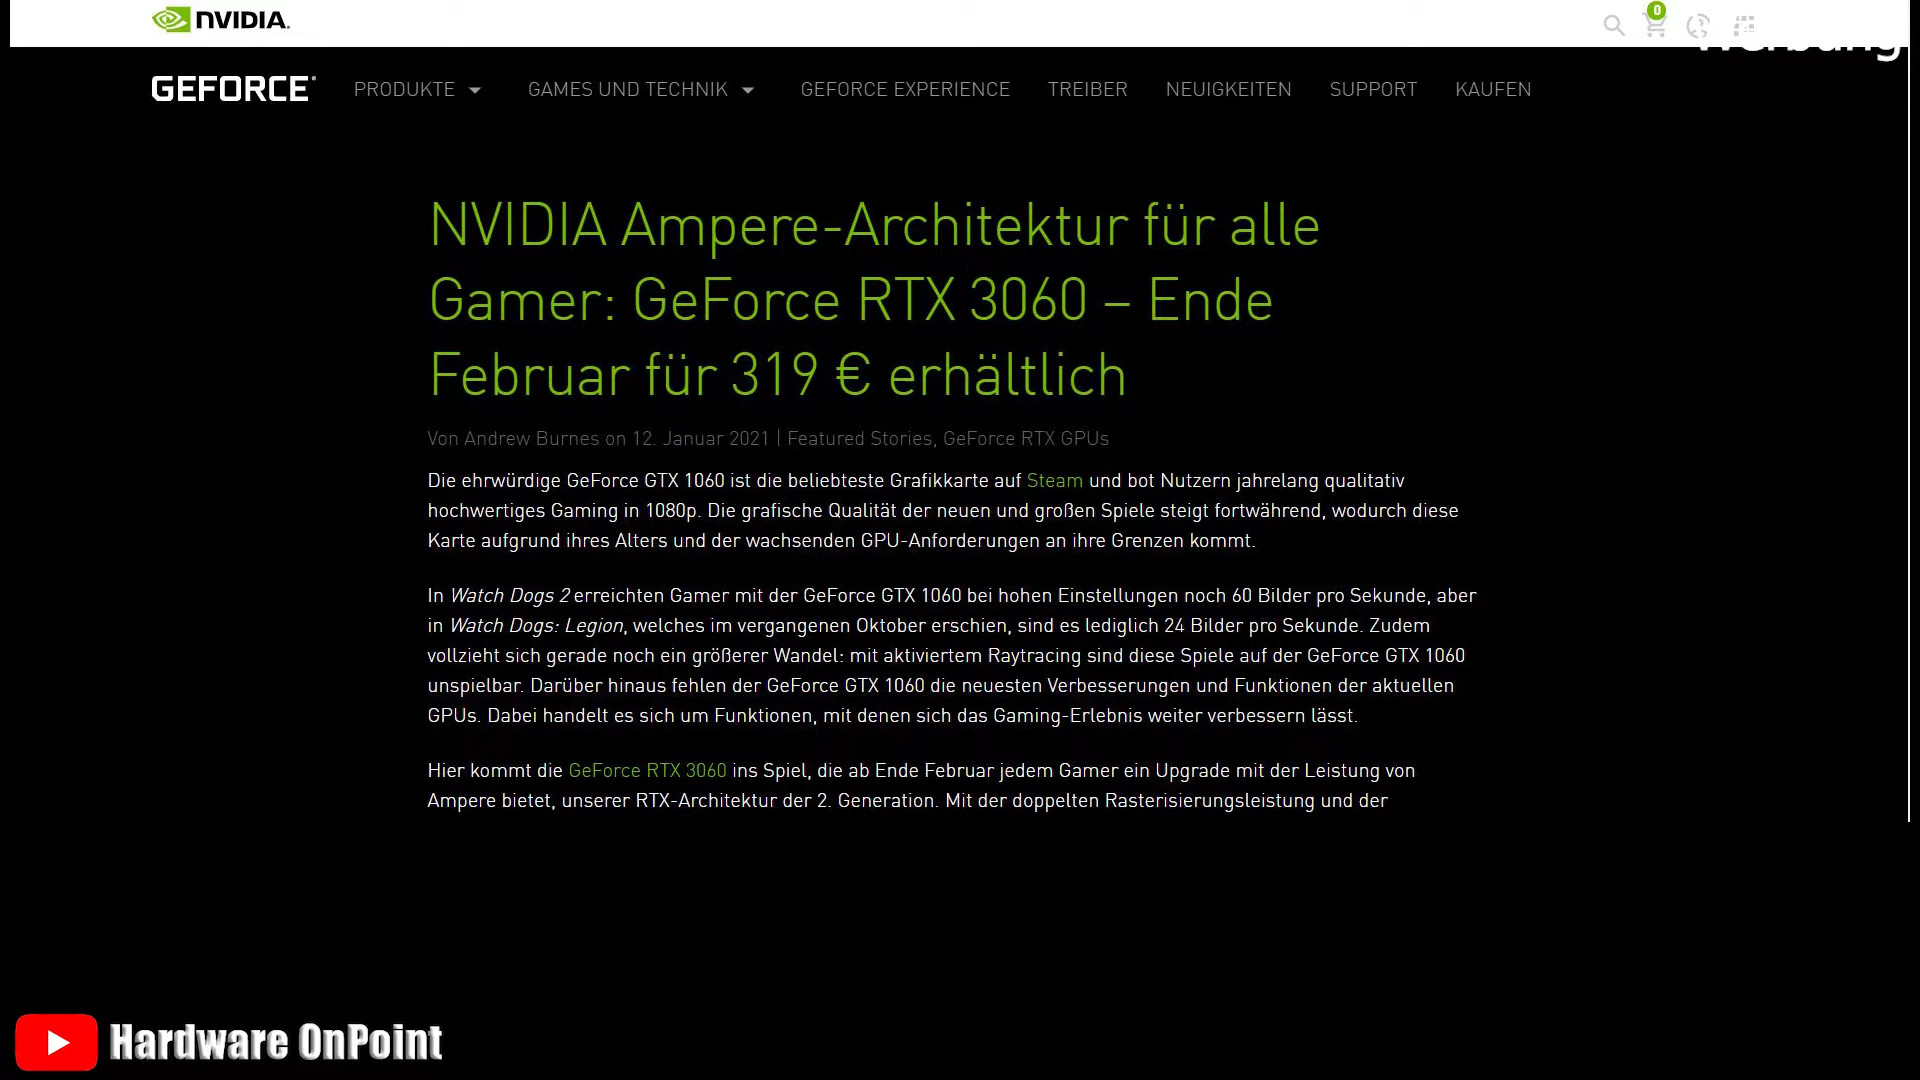 NVIDIA.
0
Werbung
GEFORCE
PRODUKTE GAMES UND TECHNIK GEFORCE EXPERIENCE TREIBER NEUIGKEITEN SUPPORT KAUFEN
NVIDIA Ampere-Architektur für alle
Gamer: GeForce RTX 3060 – Ende
Februar für 319 € erhältlich
Von Andrew Burnes on 12. Januar 2021 | Featured Stories, GeForce RTX GPUs
Die ehrwürdige GeForce GTX 1060 ist die beliebteste Grafikkarte auf Steam und bot Nutzern jahrelang qualitativ
hochwertiges Gaming in 1080p. Die grafische Qualität der neuen und großen Spiele steigt fortwährend, wodurch diese
Karte aufgrund ihres Alters und der wachsenden GPU-Anforderungen an ihre Grenzen kommt.
In Watch Dogs 2 erreichten Gamer mit der GeForce GTX 1060 bei hohen Einstellungen noch 60 Bilder pro Sekunde, aber
in Watch Dogs: Legion, welches im vergangenen Oktober erschien, sind es lediglich 24 Bilder pro Sekunde. Zudem
vollzieht sich gerade noch ein größerer Wandel: mit aktiviertem Raytracing sind diese Spiele auf der GeForce GTX 1060
unspielbar. Darüber hinaus fehlen der GeForce GTX 1060 die neuesten Verbesserungen und Funktionen der aktuellen
GPUs. Dabei handelt es sich um Funktionen, mit denen sich das Gaming-Erlebnis weiter verbessern lässt.
Hier kommt die GeForce RTX 3060 ins Spiel, die ab Ende Februar jedem Gamer ein Upgrade mit der Leistung von
Ampere bietet, unserer RTX-Architektur der 2. Generation. Mit der doppelten Rasterisierungsleistung und der
Hardware OnPoint